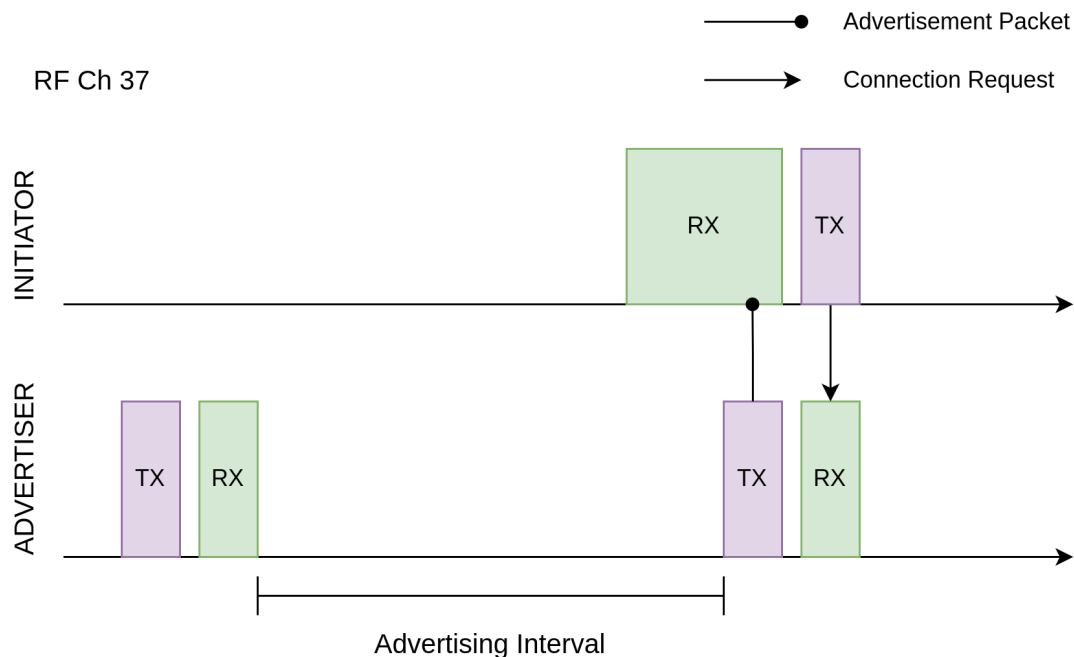 Advertisement Packet
RF Ch 37
Connection Request
INITIATOR
RX
TX
ADVERTISER
TX
RX
TX
RX
Advertising Interval